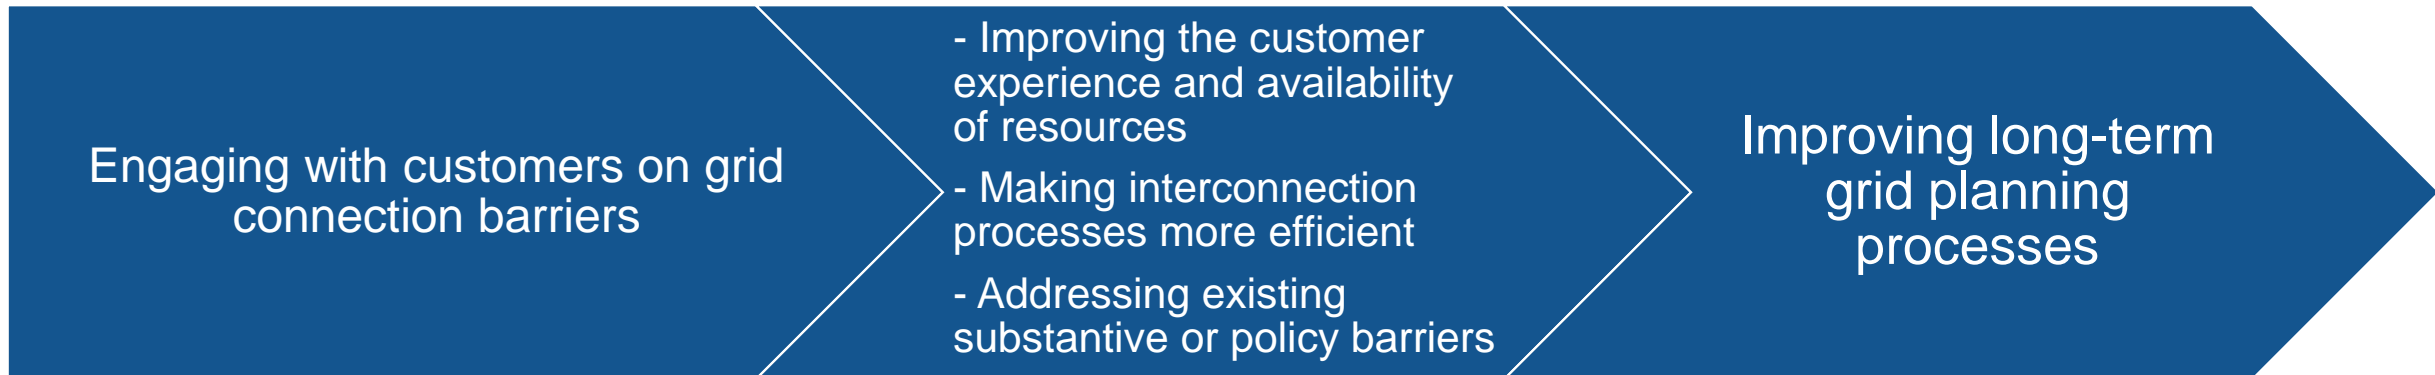 Engaging with customers on grid
connection barriers
- Improving the customer
experience and availability
of resources
- Making interconnection
processes more efficient
- Addressing existing
substantive or policy barriers
Improving long-term
grid planning
processes